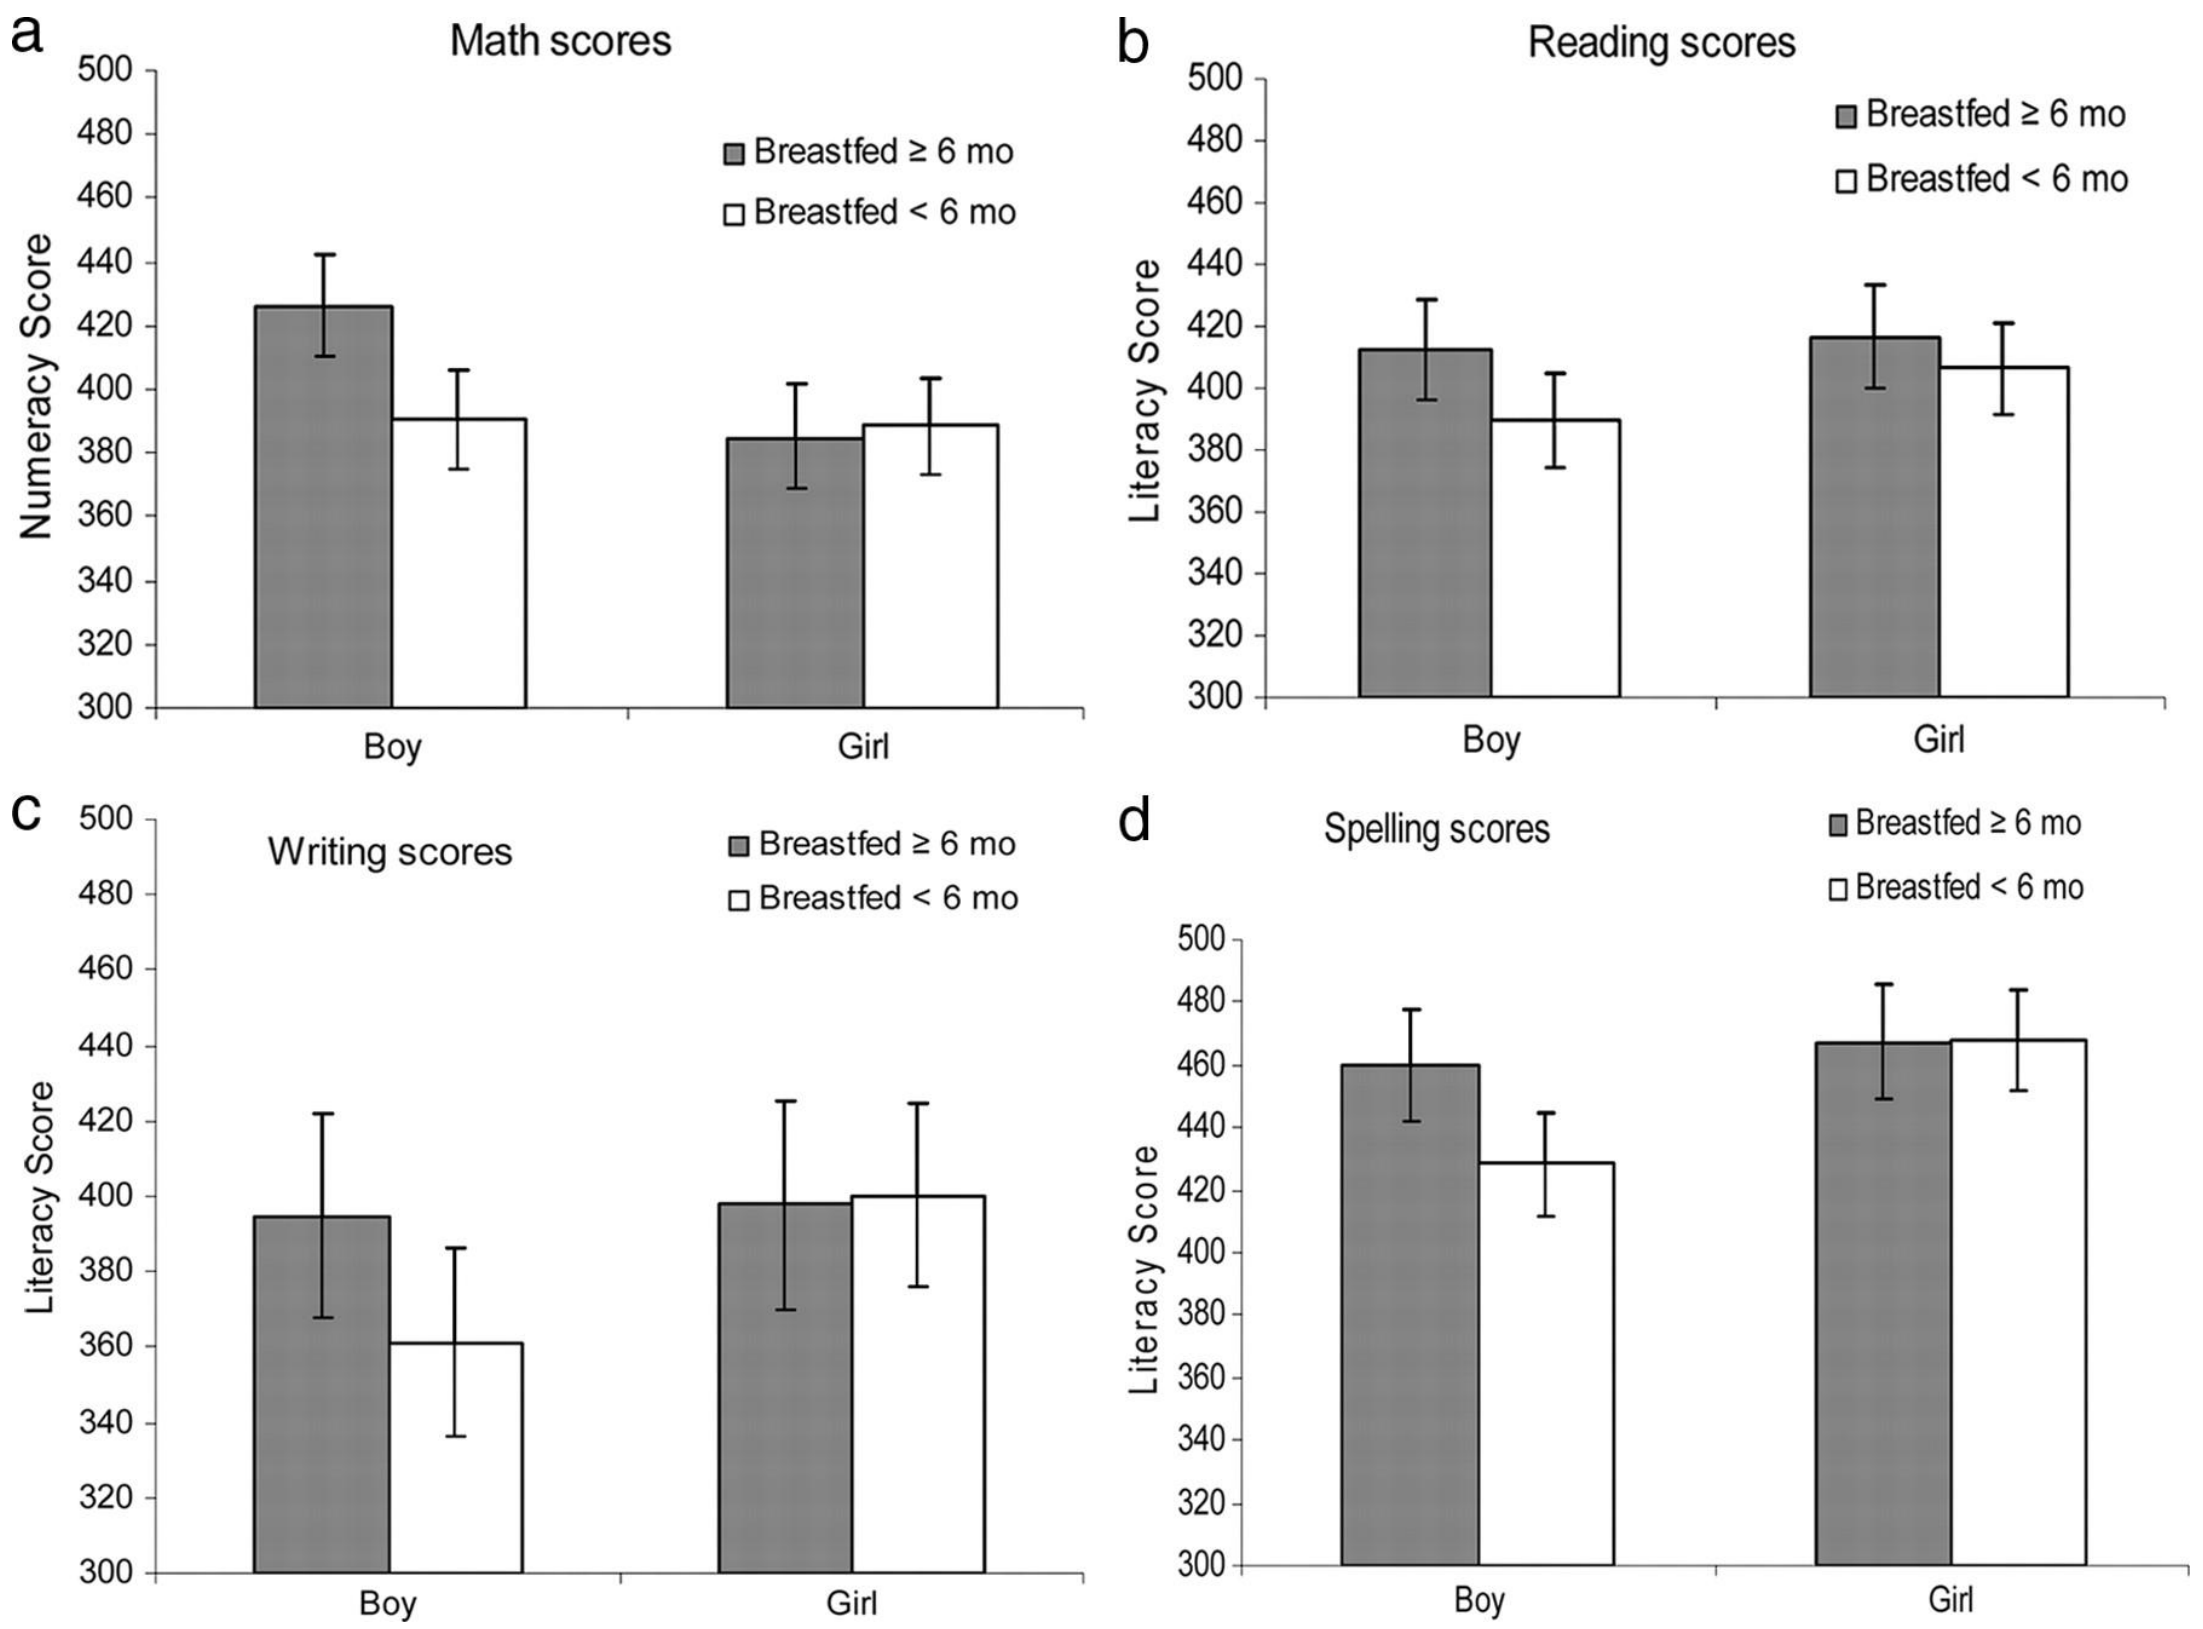 a
Math scores
500
480
460
440
420
400
380
360
340
320
300
Numeracy Score
Breastfed ≥ 6 mo
Breastfed < 6 mo
Boy
Girl
b
Reading scores
500
480
460
440
420
400
380
360
340
320
300
Literacy Score
Breastfed ≥ 6 mo
Breastfed < 6 mo
Boy
Girl
c
Writing scores
500
480
460
440
420
400
380
360
340
320
300
Literacy Score
Breastfed ≥ 6 mo
Breastfed < 6 mo
Boy
Girl
d
Spelling scores
Breastfed ≥ 6 mo
Breastfed < 6 mo
500
480
460
440
420
400
380
360
340
320
300
Literacy Score
Boy
Girl